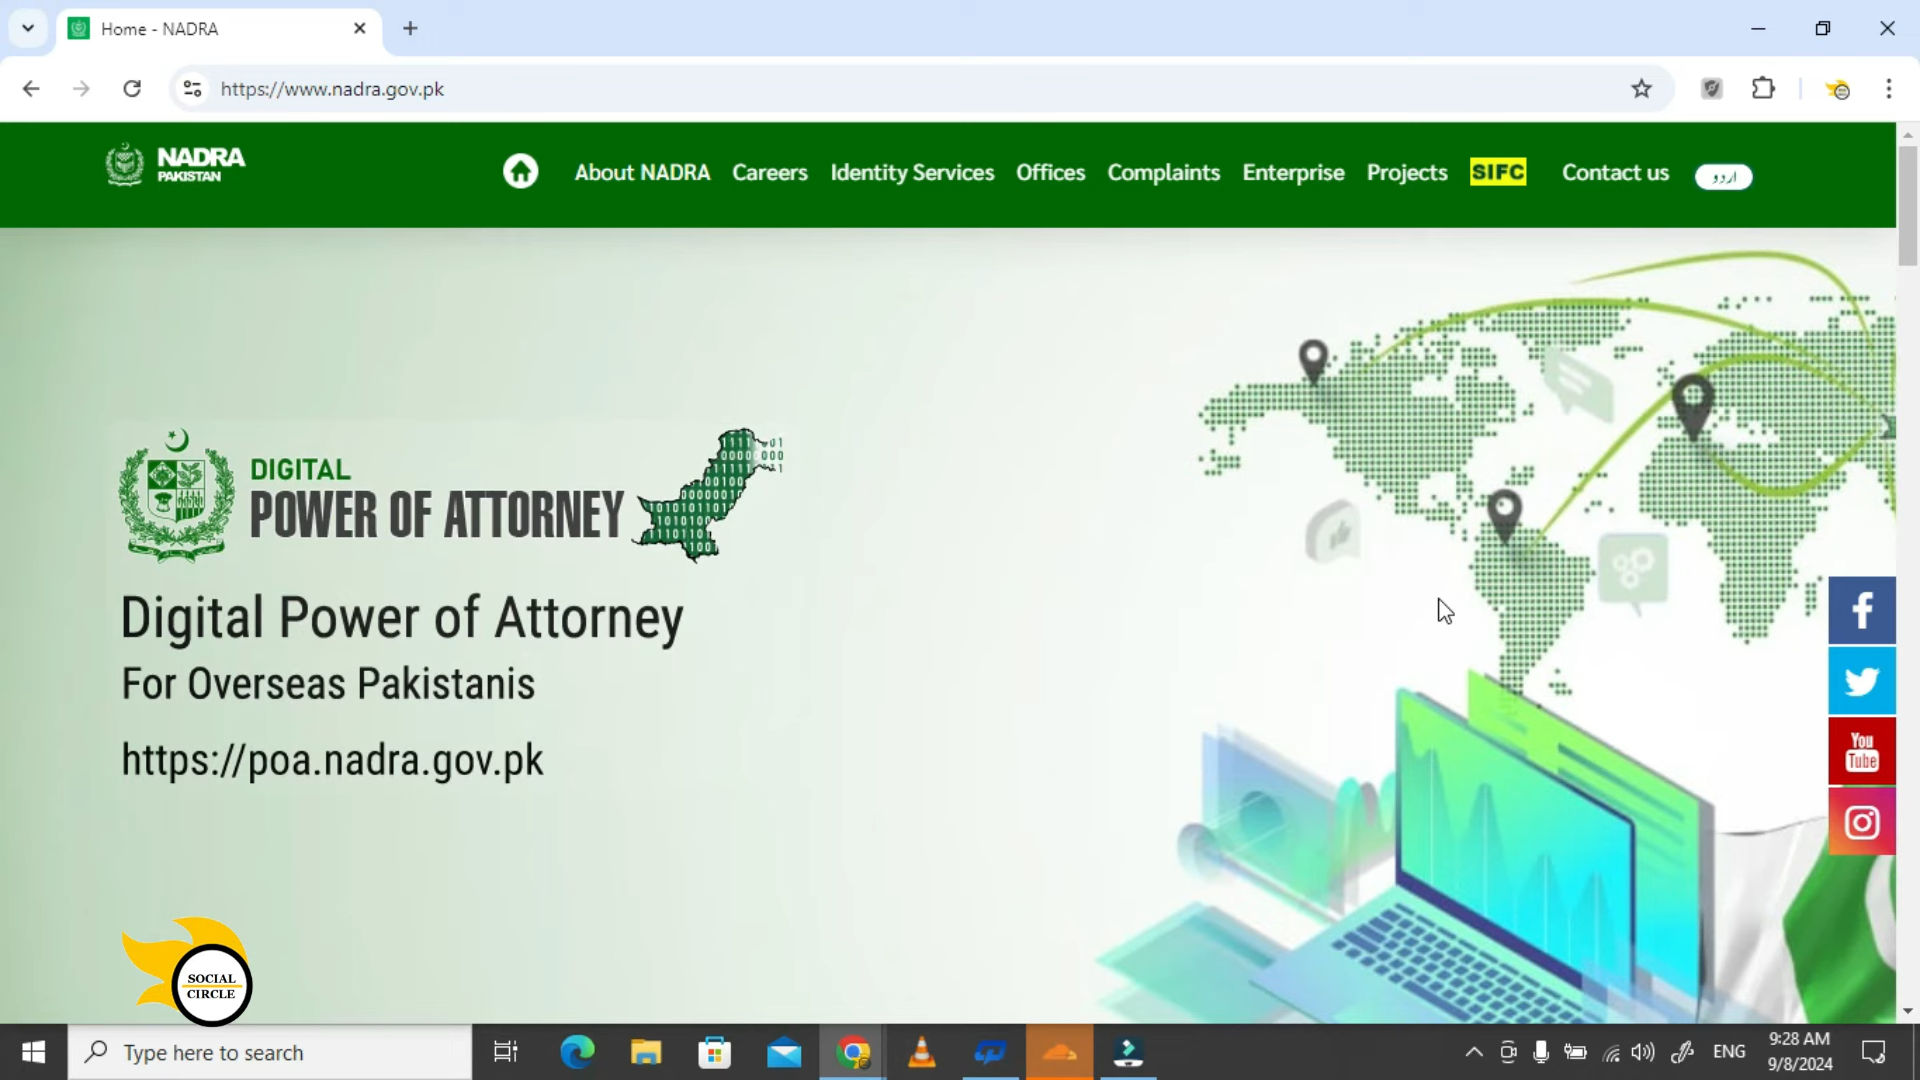 Home - NADRA
https://www.nadra.gov.pk
NADRA
PAKISTAN
About NADRA Careers Identity Services Offices Complaints Enterprise Projects SIFC Contact us اردو
DIGITAL
POWER OF ATTORNEY
Digital Power of Attorney
For Overseas Pakistanis
https://poa.nadra.gov.pk
You
Tube
SOCIAL
CIRCLE
Type here to search
ENG
9:28 AM
9/8/2024